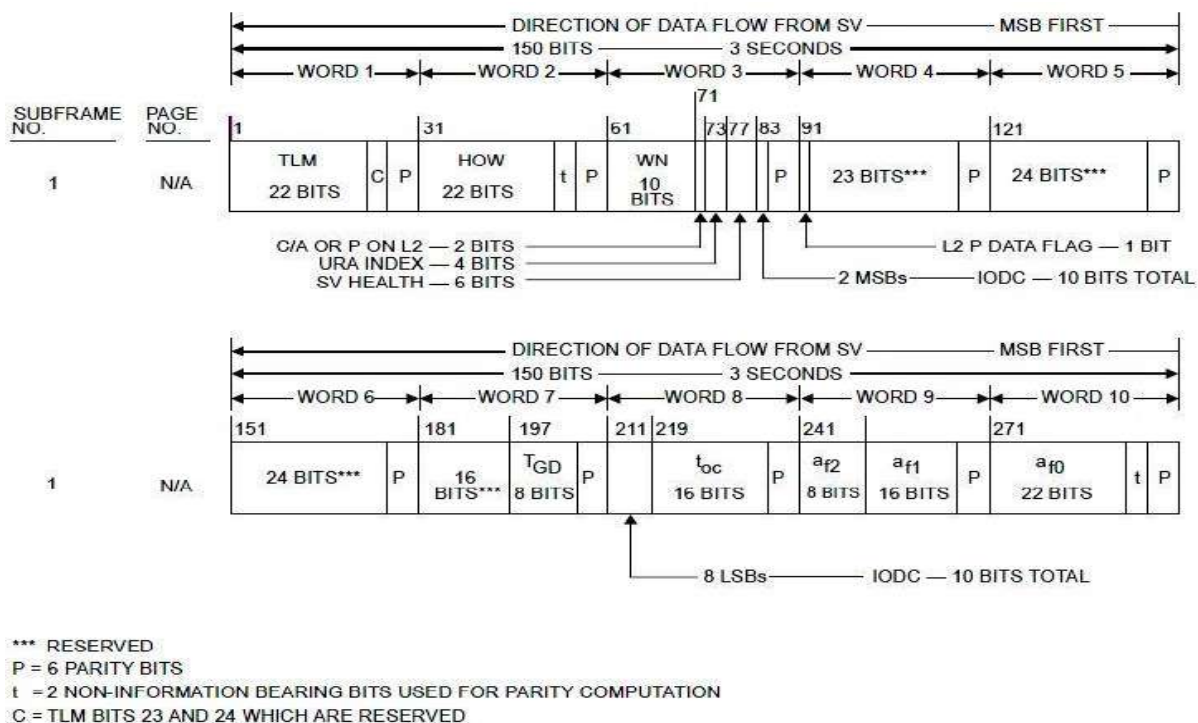 DIRECTION OF DATA FLOW FROM SV MSB FIRST
150 BITS 3 SECONDS
WORD 1 WORD 2 WORD 3 WORD 4 WORD 5
SUBFRAME NO. PAGE NO.
71
1 31 61 73 77 83 91 121
1 N/A
TLM 22 BITS C P HOW 22 BITS t P WN 10 BITS P 23 BITS*** P 24 BITS*** P
C/A OR P ON L2 — 2 BITS L2 P DATA FLAG — 1 BIT
URA INDEX — 4 BITS
SV HEALTH — 6 BITS 2 MSBs IODC — 10 BITS TOTAL
DIRECTION OF DATA FLOW FROM SV MSB FIRST
150 BITS 3 SECONDS
WORD 6 WORD 7 WORD 8 WORD 9 WORD 10
151 181 197 211 219 241 271
1 N/A
24 BITS*** P 16 BITS*** TGD 8 BITS P toc 16 BITS P af2 8 BITS af1 16 BITS P af0 22 BITS t P
8 LSBs IODC — 10 BITS TOTAL
*** RESERVED
P = 6 PARITY BITS
t = 2 NON-INFORMATION BEARING BITS USED FOR PARITY COMPUTATION
C = TLM BITS 23 AND 24 WHICH ARE RESERVED